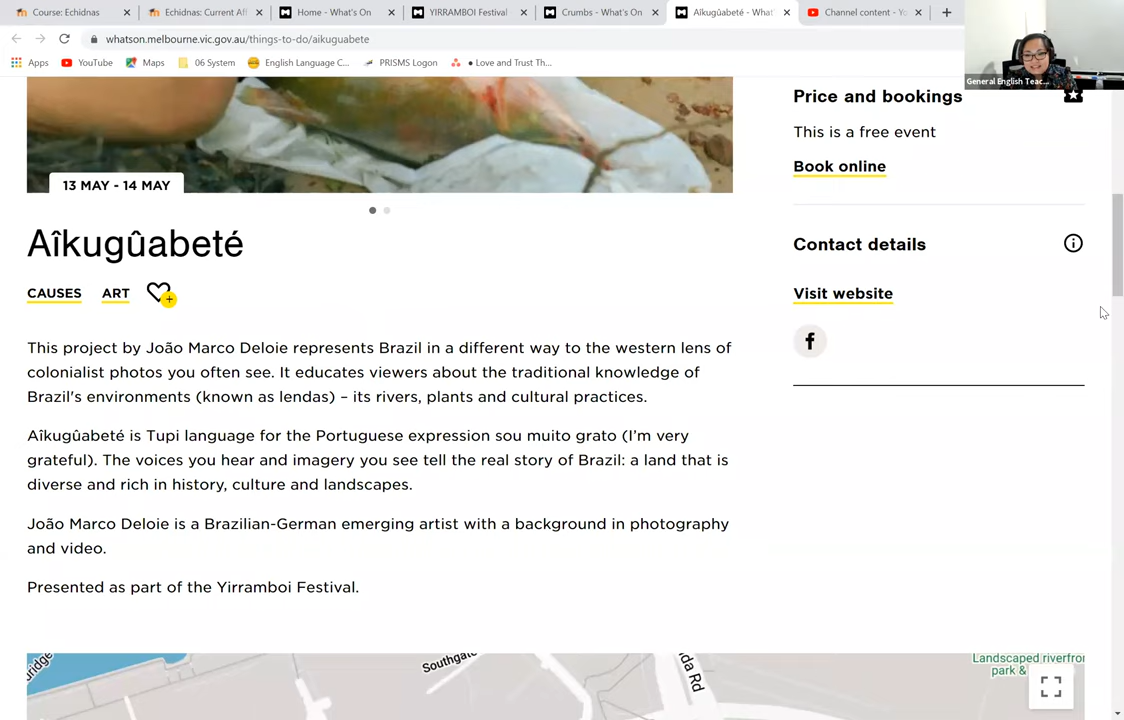 Course: Echidnas
Echidnas: Current Af
Home - What's On
YIRRAMBOI Festival
Crumbs - What's On
Aîkugûabeté - What'
Channel content - Yo
whatson.melbourne.vic.gov.au/things-to-do/aikuguabete
Apps
YouTube
Maps
06 System
English Language C...
PRISMS Logon
• Love and Trust Th...
General English Teac...
13 MAY - 14 MAY
Aîkugûabeté
CAUSES
ART
This project by João Marco Deloie represents Brazil in a different way to the western lens of
colonialist photos you often see. It educates viewers about the traditional knowledge of
Brazil's environments (known as lendas) – its rivers, plants and cultural practices.
Aîkugûabeté is Tupi language for the Portuguese expression sou muito grato (I'm very
grateful). The voices you hear and imagery you see tell the real story of Brazil: a land that is
diverse and rich in history, culture and landscapes.
João Marco Deloie is a Brazilian-German emerging artist with a background in photography
and video.
Presented as part of the Yirramboi Festival.
Price and bookings
This is a free event
Book online
Contact details
Visit website
ridge
Southgate
da Rd
Landscaped riverfron
park &